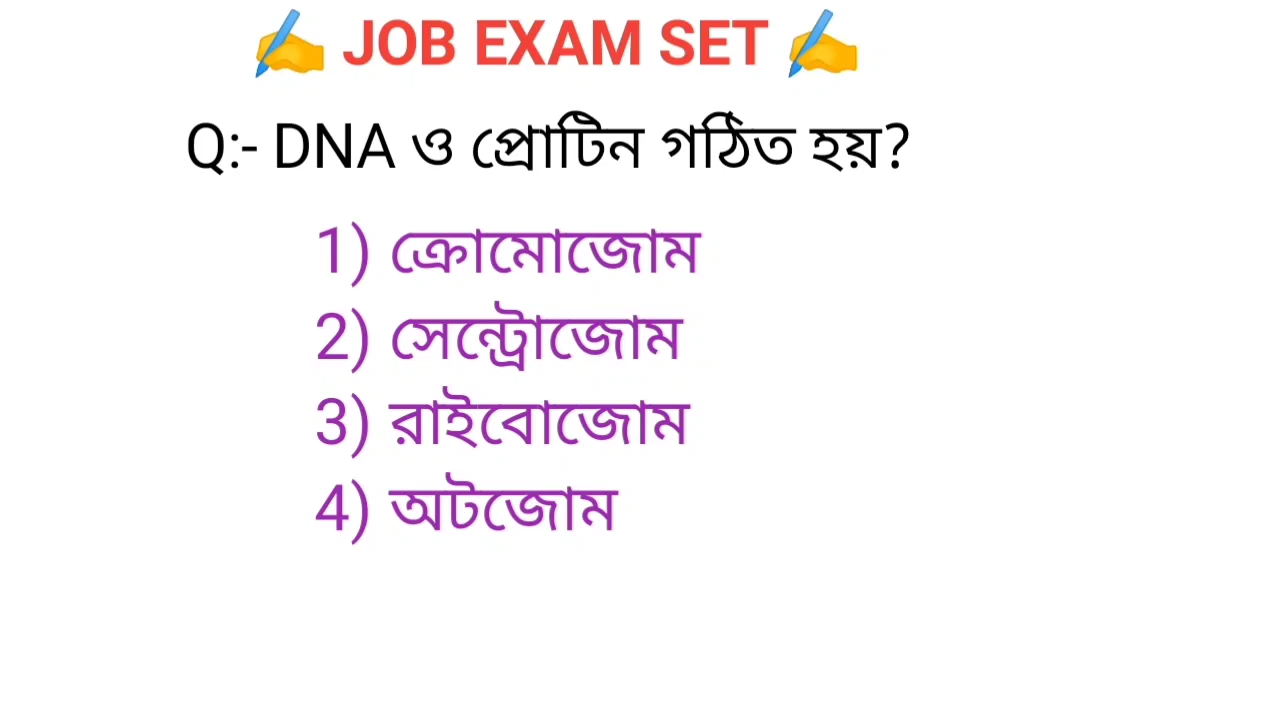 ✍️ JOB EXAM SET ✍️
Q:- DNA ও প্রোটিন গঠিত হয়?
1) ক্রোমোজোম
2) সেন্ট্রোজোম
3) রাইবোজোম
4) অটজোম